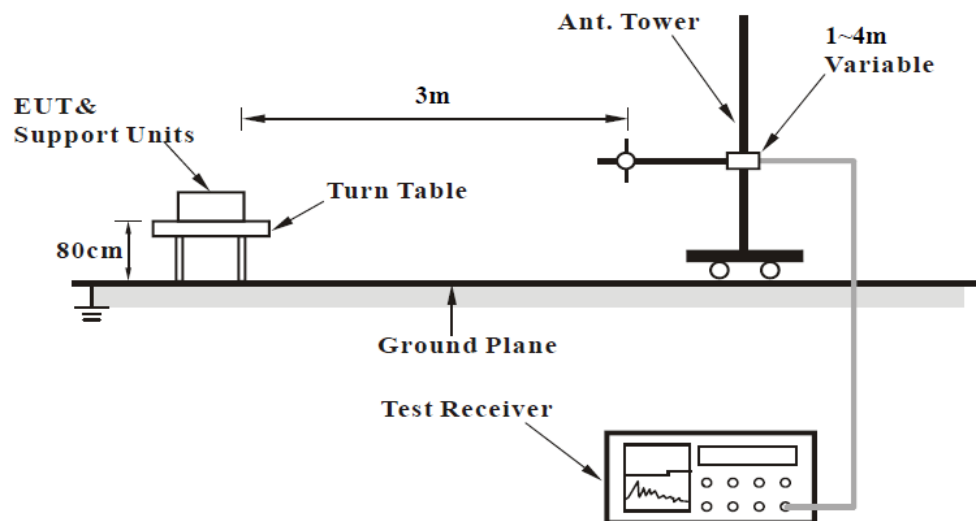 Ant. Tower
1~4m
Variable
3m
EUT&
Support Units
Turn Table
80cm
Ground Plane
Test Receiver